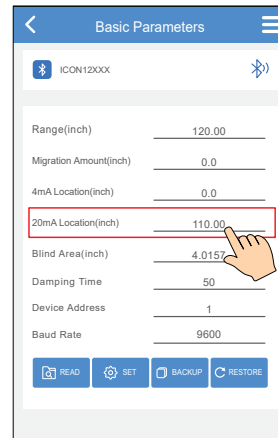 Basic Parameters
ICON12XXX
Range(inch) 120.00
Migration Amount(inch) 0.0
4mA Location(inch) 0.0
20mA Location(inch) 110.00
Blind Area(inch) 4.0157
Damping Time 50
Device Address 1
Baud Rate 9600
READ SET BACKUP RESTORE